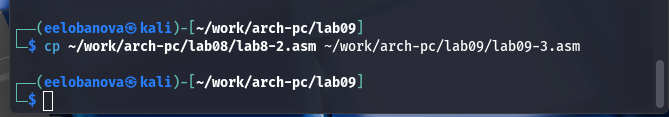 ┌──(eelobanova㉿kali)-[~/work/arch-pc/lab09]
└─$ cp ~/work/arch-pc/lab08/lab8-2.asm ~/work/arch-pc/lab09/lab09-3.asm
┌──(eelobanova㉿kali)-[~/work/arch-pc/lab09]
└─$